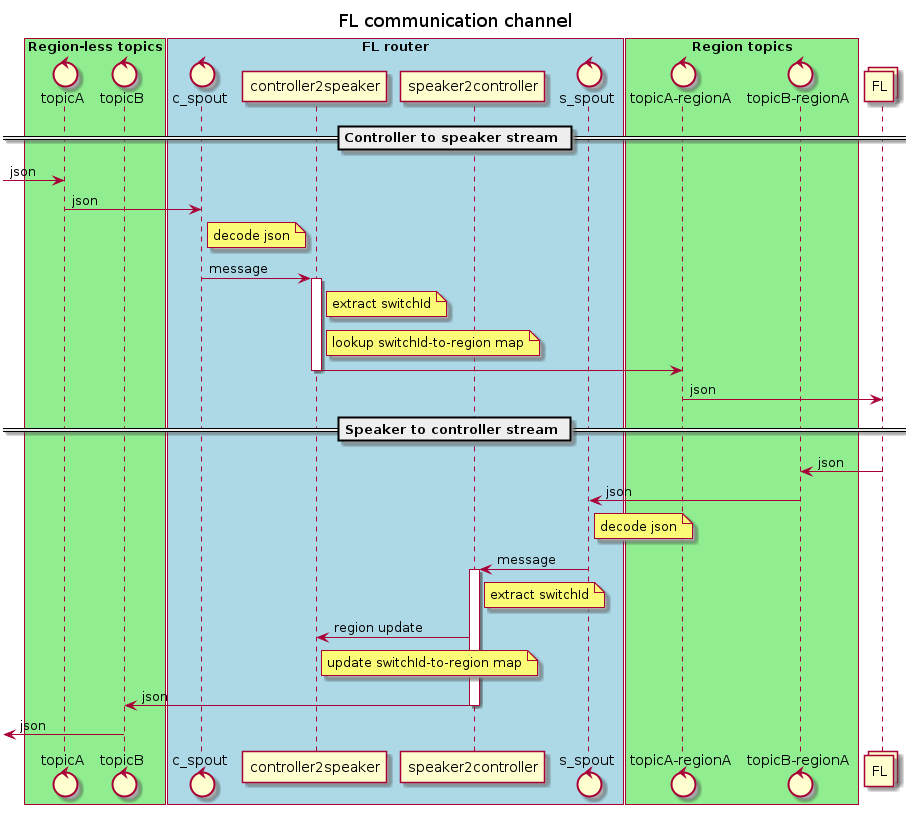 FL communication channel
Region-less topics
FL router
Region topics
topicA
topicB
c_spout
controller2speaker
speaker2controller
s_spout
topicA-regionA
topicB-regionA
FL
Controller to speaker stream
json
json
decode json
message
extract switchId
lookup switchId-to-region map
json
Speaker to controller stream
json
json
decode json
message
extract switchId
region update
update switchId-to-region map
json
json
topicA
topicB
c_spout
controller2speaker
speaker2controller
s_spout
topicA-regionA
topicB-regionA
FL